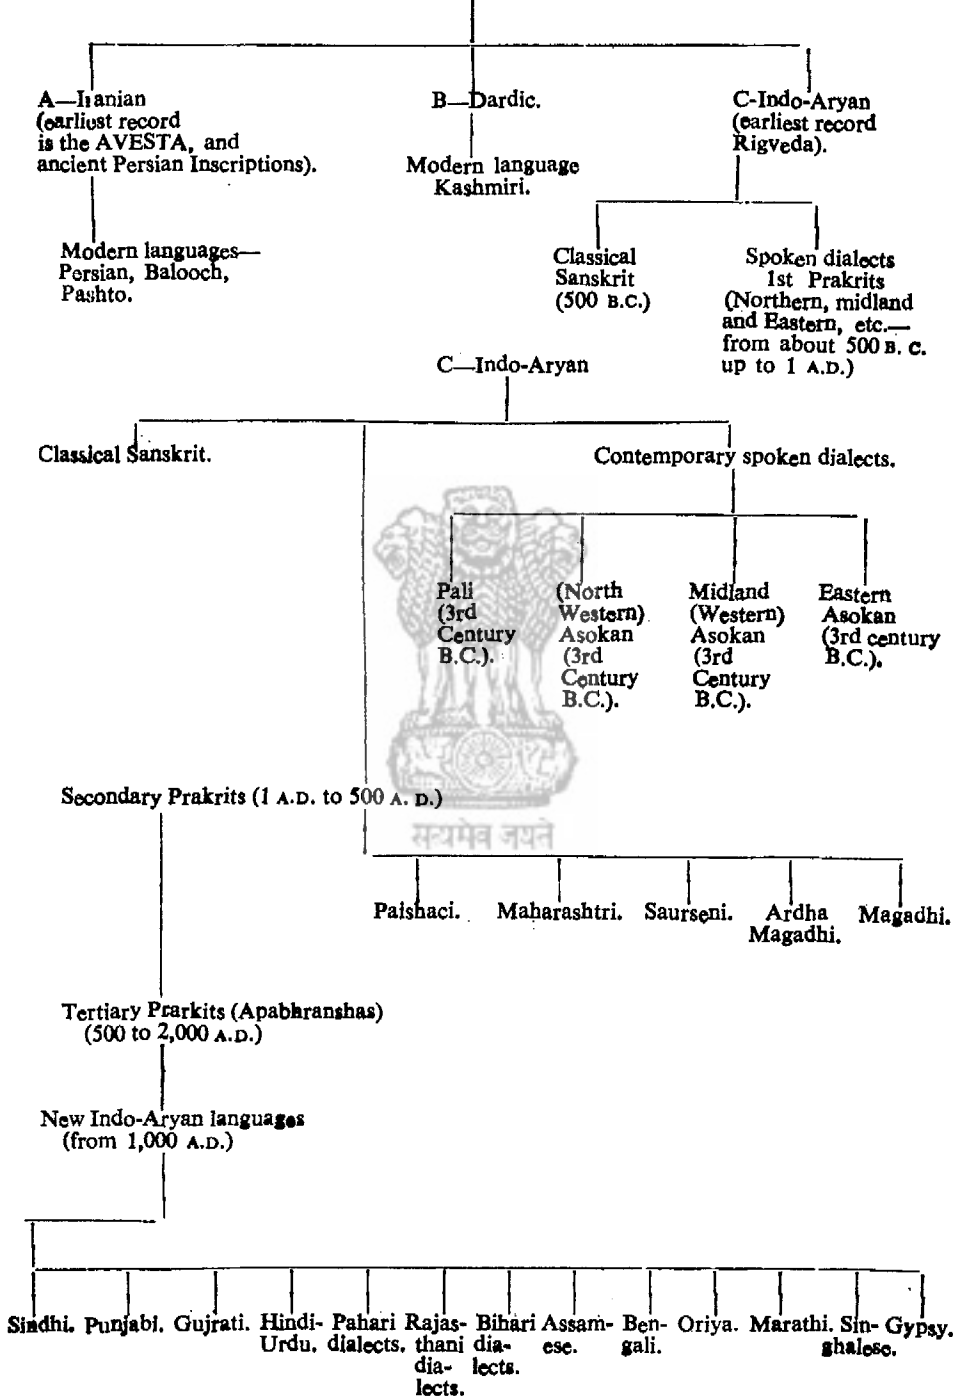 A—Iranian
(earliest record
is the AVESTA, and
ancient Persian Inscriptions).
B—Dardic.
C-Indo-Aryan
(earliest record
Rigveda).
Modern language
Kashmiri.
Modern languages—
Persian, Balooch,
Pashto.
Classical
Sanskrit
(500 B.C.)
Spoken dialects
1st Prakrits
(Northern, midland
and Eastern, etc.—
from about 500 B. C.
up to 1 A.D.)
C—Indo-Aryan
Classical Sanskrit.
Contemporary spoken dialects.
Pali
(3rd
Century
B.C.).
(North
Western)
Asokan
(3rd
Century
B.C.).
Midland
(Western)
Asokan
(3rd
Century
B.C.).
Eastern
Asokan
(3rd century
B.C.).
Secondary Prakrits (1 A.D. to 500 A. D.)
सत्यमेव जयते
Paishaci.
Maharashtri.
Saurseni.
Ardha
Magadhi.
Magadhi.
Tertiary Prarkits (Apabhranshas)
(500 to 2,000 A.D.)
New Indo-Aryan languages
(from 1,000 A.D.)
Sindhi.
Punjabi.
Gujrati.
Hindi-
Urdu.
Pahari
dialects.
Rajas-
thani
dia-
lects.
Bihari
dia-
lects.
Assam-
ese.
Ben-
gali.
Oriya.
Marathi.
Sin-
ghalese.
Gypsy.